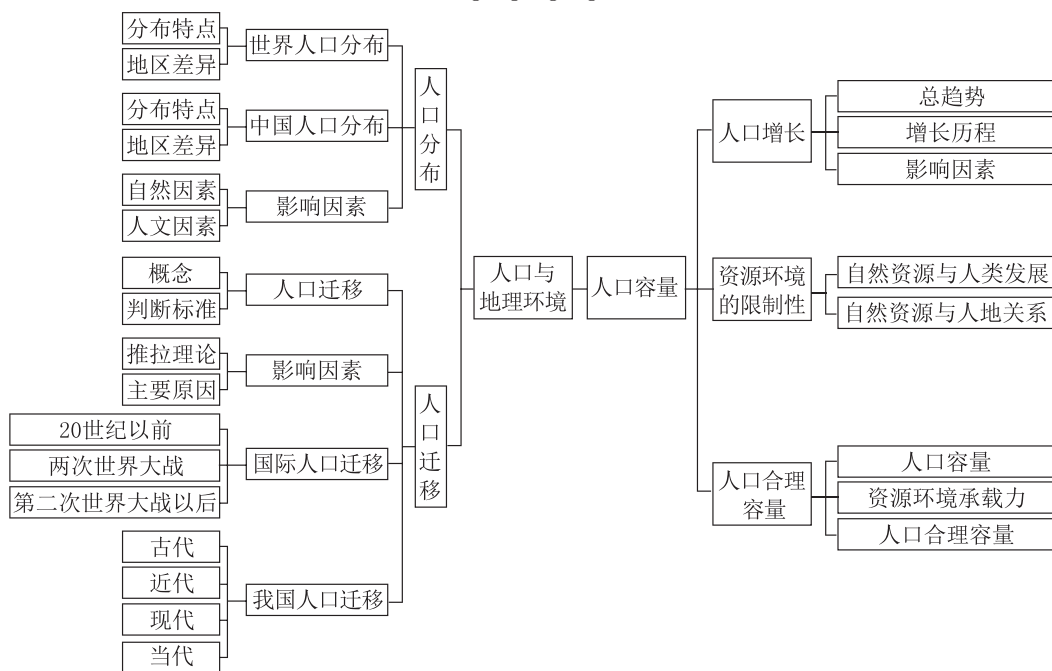 分布特点
地区差异
世界人口分布
分布特点
地区差异
中国人口分布
自然因素
人文因素
影响因素
人口分布
概念
判断标准
人口迁移
推拉理论
主要原因
影响因素
20世纪以前
两次世界大战
第二次世界大战以后
国际人口迁移
古代
近代
现代
当代
我国人口迁移
人口迁移
人口与
地理环境
人口容量
人口增长
总趋势
增长历程
影响因素
资源环境
的限制性
自然资源与人类发展
自然资源与人地关系
人口合理
容量
人口容量
资源环境承载力
人口合理容量